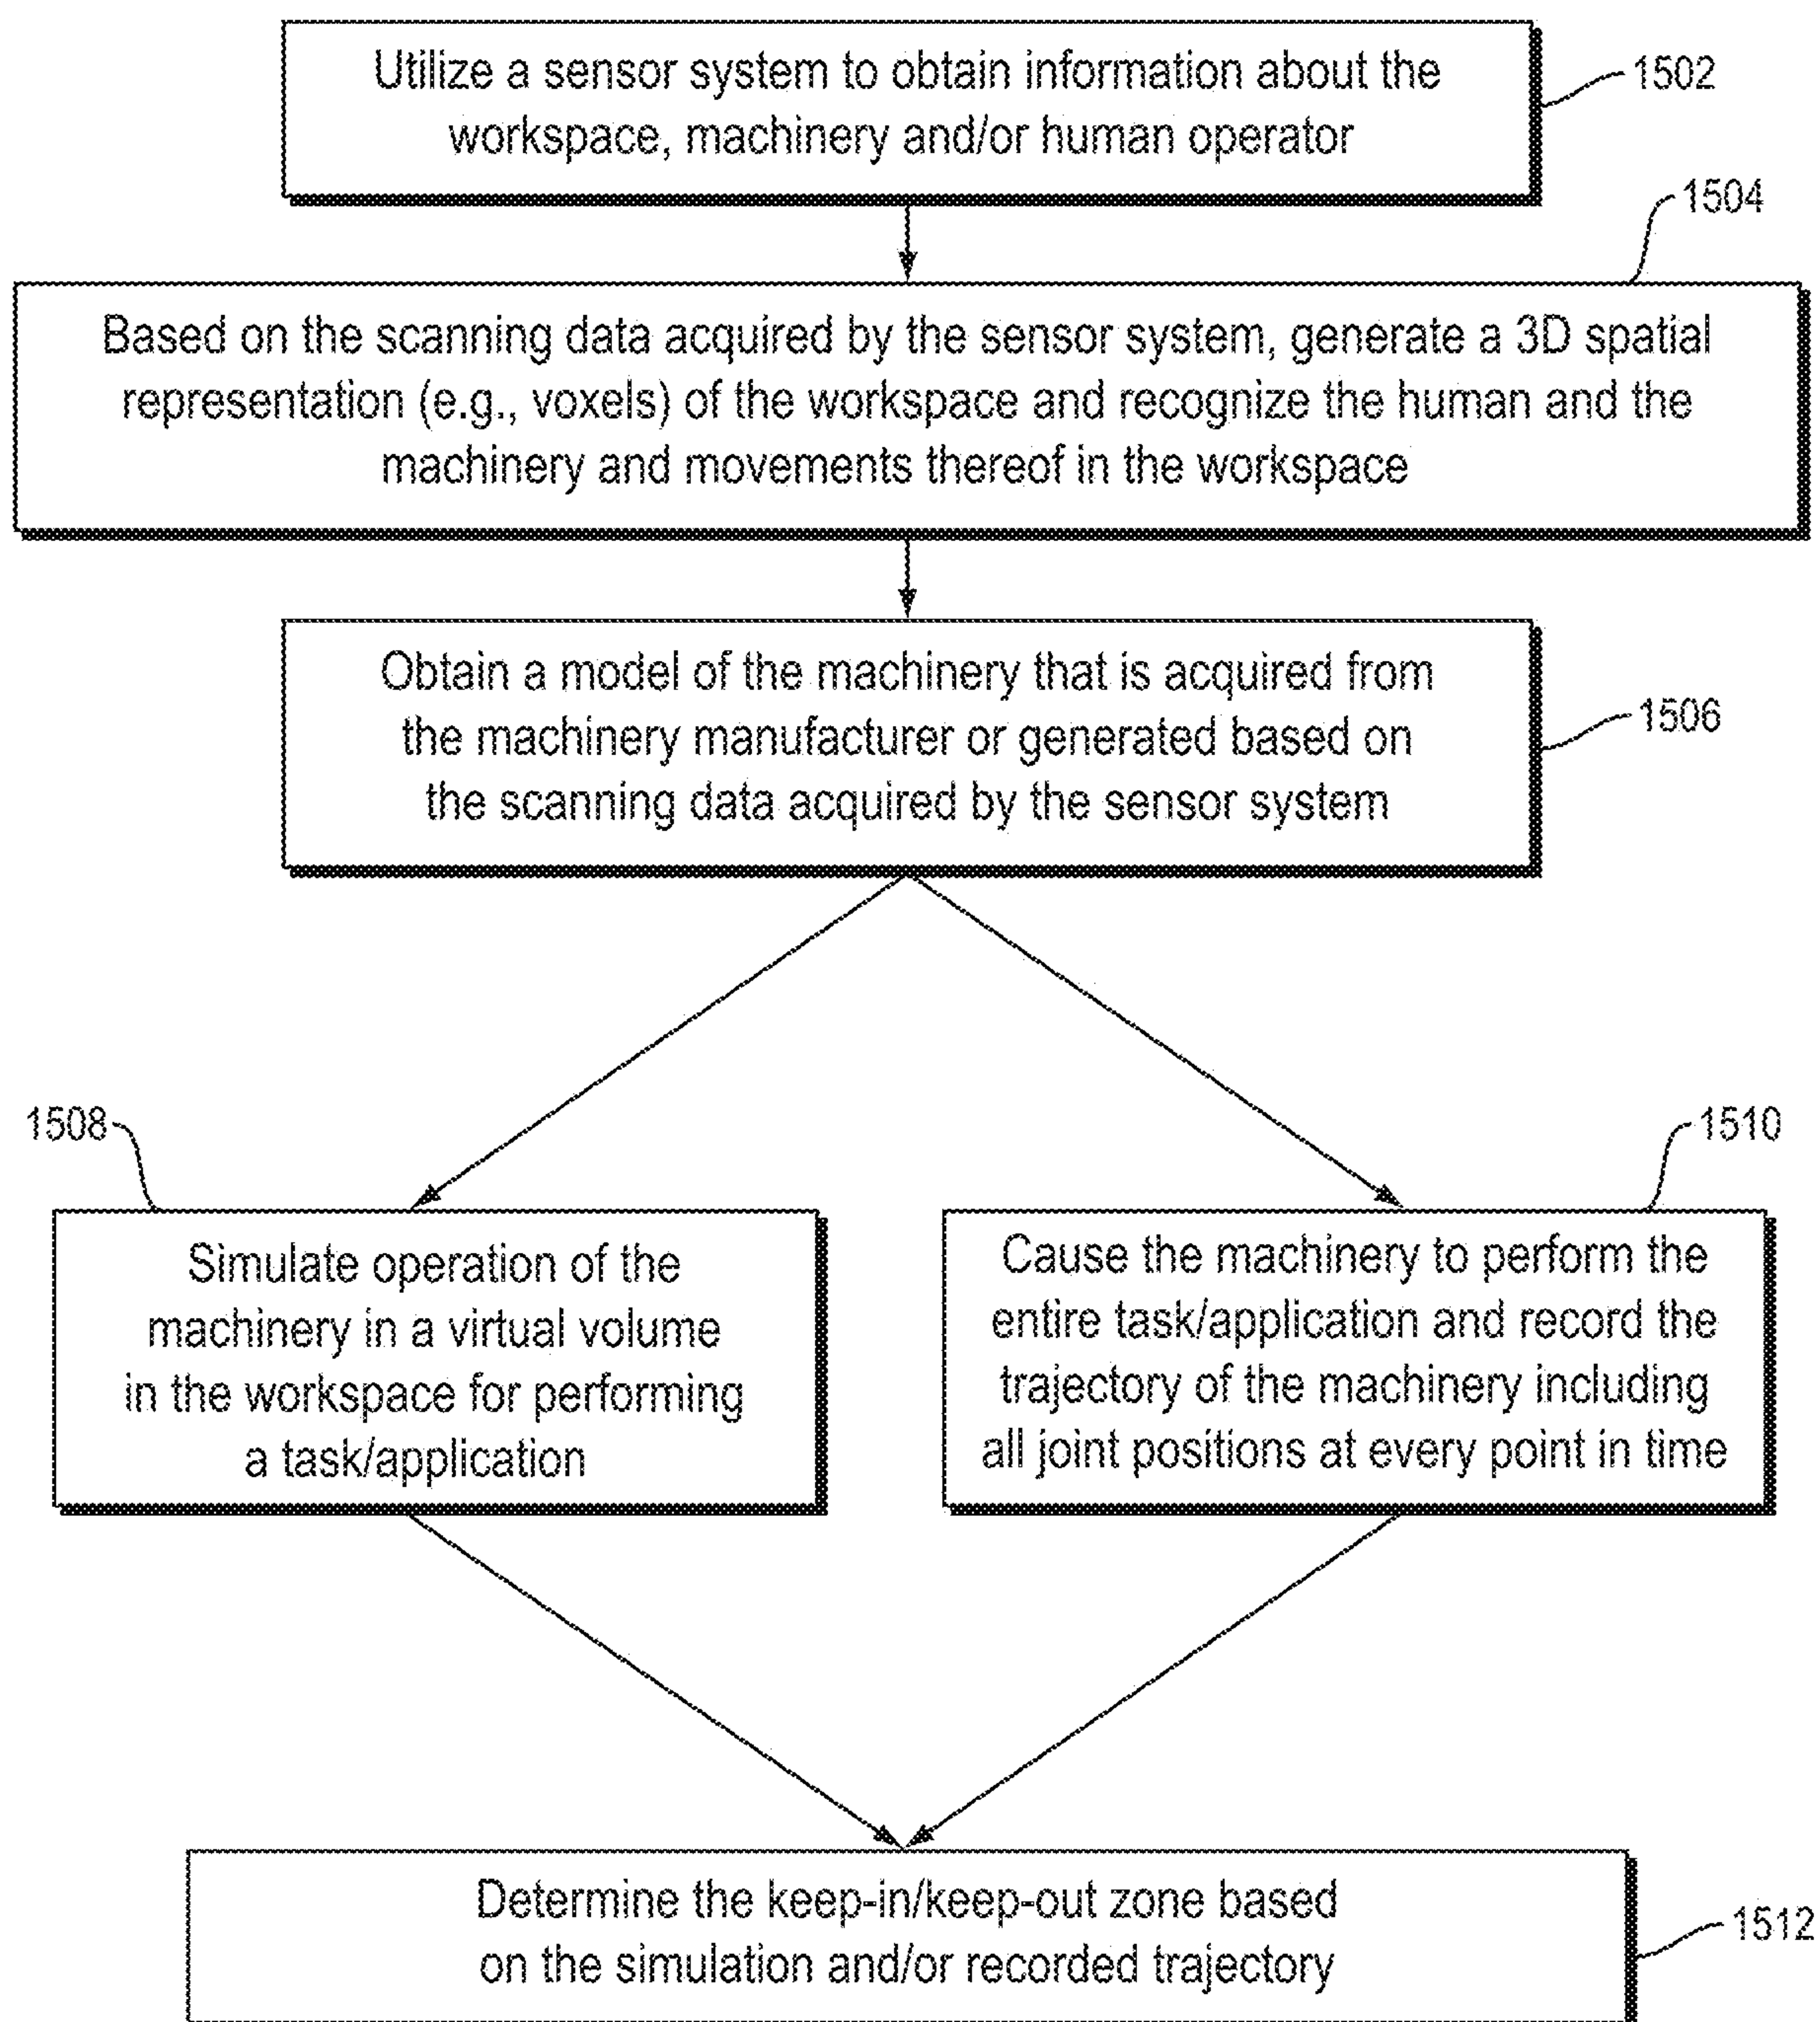 Utilize a sensor system to obtain information about the
workspace, machinery and/or human operator
1502
1504
Based on the scanning data acquired by the sensor system, generate a 3D spatial
representation (e.g., voxels) of the workspace and recognize the human and the
machinery and movements thereof in the workspace
Obtain a model of the machinery that is acquired from
the machinery manufacturer or generated based on
the scanning data acquired by the sensor system
1506
1508
Simulate operation of the
machinery in a virtual volume
in the workspace for performing
a task/application
1510
Cause the machinery to perform the
entire task/application and record the
trajectory of the machinery including
all joint positions at every point in time
Determine the keep-in/keep-out zone based
on the simulation and/or recorded trajectory
1512